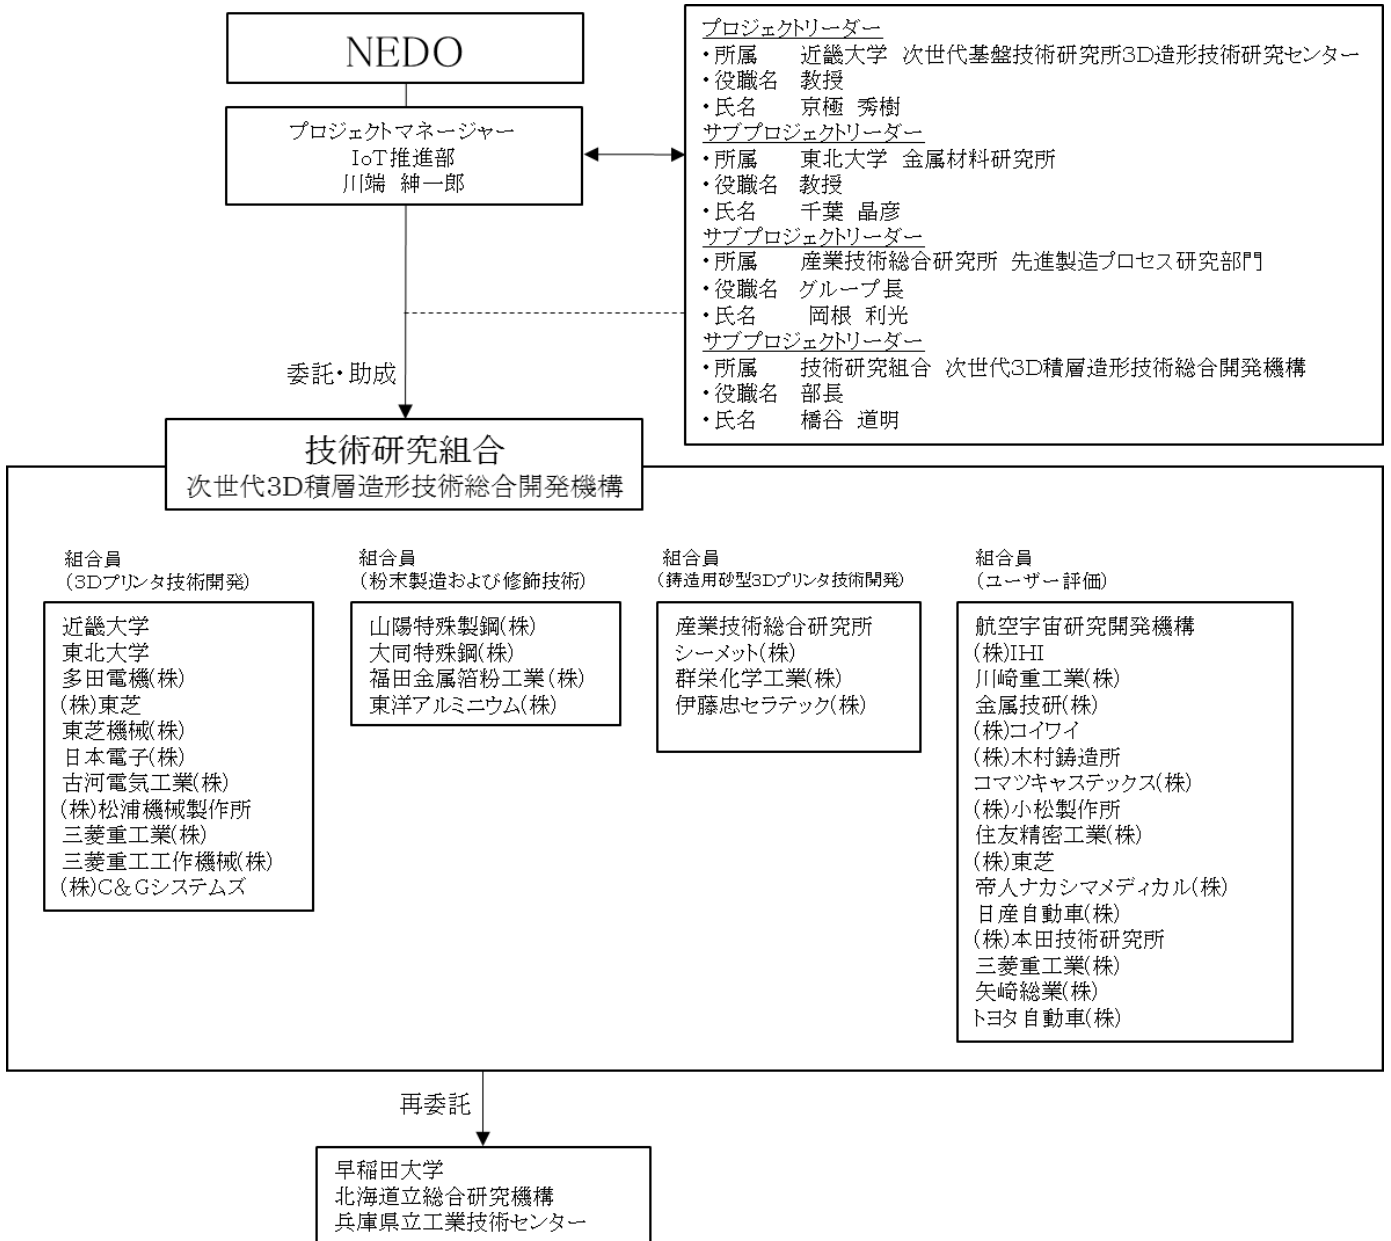 NEDO
プロジェクトマネージャー
IoT推進部
川端 紳一郎
プロジェクトリーダー
・所属 近畿大学 次世代基盤技術研究所3D造形技術研究センター
・役職名 教授
・氏名 京極 秀樹
サブプロジェクトリーダー
・所属 東北大学 金属材料研究所
・役職名 教授
・氏名 千葉 晶彦
サブプロジェクトリーダー
・所属 産業技術総合研究所 先進製造プロセス研究部門
・役職名 グループ長
・氏名 岡根 利光
サブプロジェクトリーダー
・所属 技術研究組合 次世代3D積層造形技術総合開発機構
・役職名 部長
・氏名 橋谷 道明
委託・助成
技術研究組合
次世代3D積層造形技術総合開発機構
組合員
(3Dプリンタ技術開発)
近畿大学
東北大学
多田電機(株)
(株)東芝
東芝機械(株)
日本電子(株)
古河電気工業(株)
(株)松浦機械製作所
三菱重工業(株)
三菱重工工作機械(株)
(株)C&Gシステムズ
組合員
(粉末製造および修飾技術)
山陽特殊製鋼(株)
大同特殊鋼(株)
福田金属箔粉工業(株)
東洋アルミニウム(株)
組合員
(鋳造用砂型3Dプリンタ技術開発)
産業技術総合研究所
シーメット(株)
群栄化学工業(株)
伊藤忠セラテック(株)
組合員
(ユーザー評価)
航空宇宙研究開発機構
(株)IHI
川崎重工業(株)
金属技研(株)
(株)コイワイ
(株)木村鋳造所
コマツキャステックス(株)
(株)小松製作所
住友精密工業(株)
(株)東芝
帝人ナカシマメディカル(株)
日産自動車(株)
(株)本田技術研究所
三菱重工業(株)
矢崎総業(株)
トヨタ自動車(株)
再委託
早稲田大学
北海道立総合研究機構
兵庫県立工業技術センター